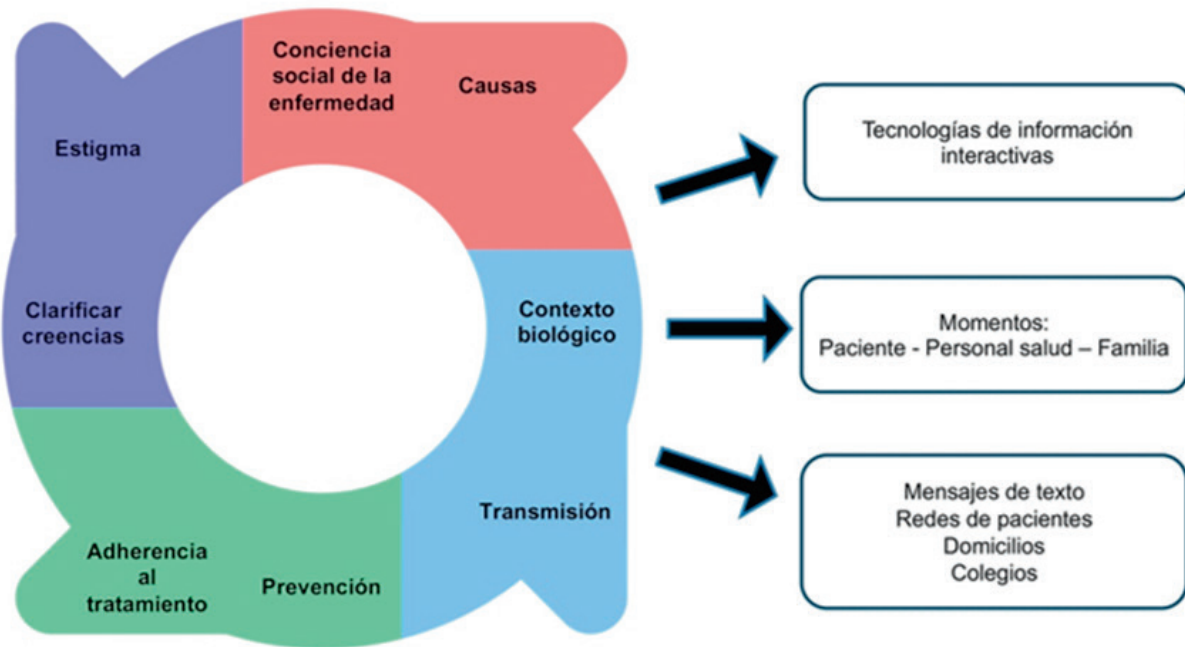 Conciencia
social de la
enfermedad
Causas
Estigma
Clarificar
creencias
Contexto
biológico
Transmisión
Adherencia
al
tratamiento
Prevención
Tecnologías de información
interactivas
Momentos:
Paciente - Personal salud – Familia
Mensajes de texto
Redes de pacientes
Domicilios
Colegios